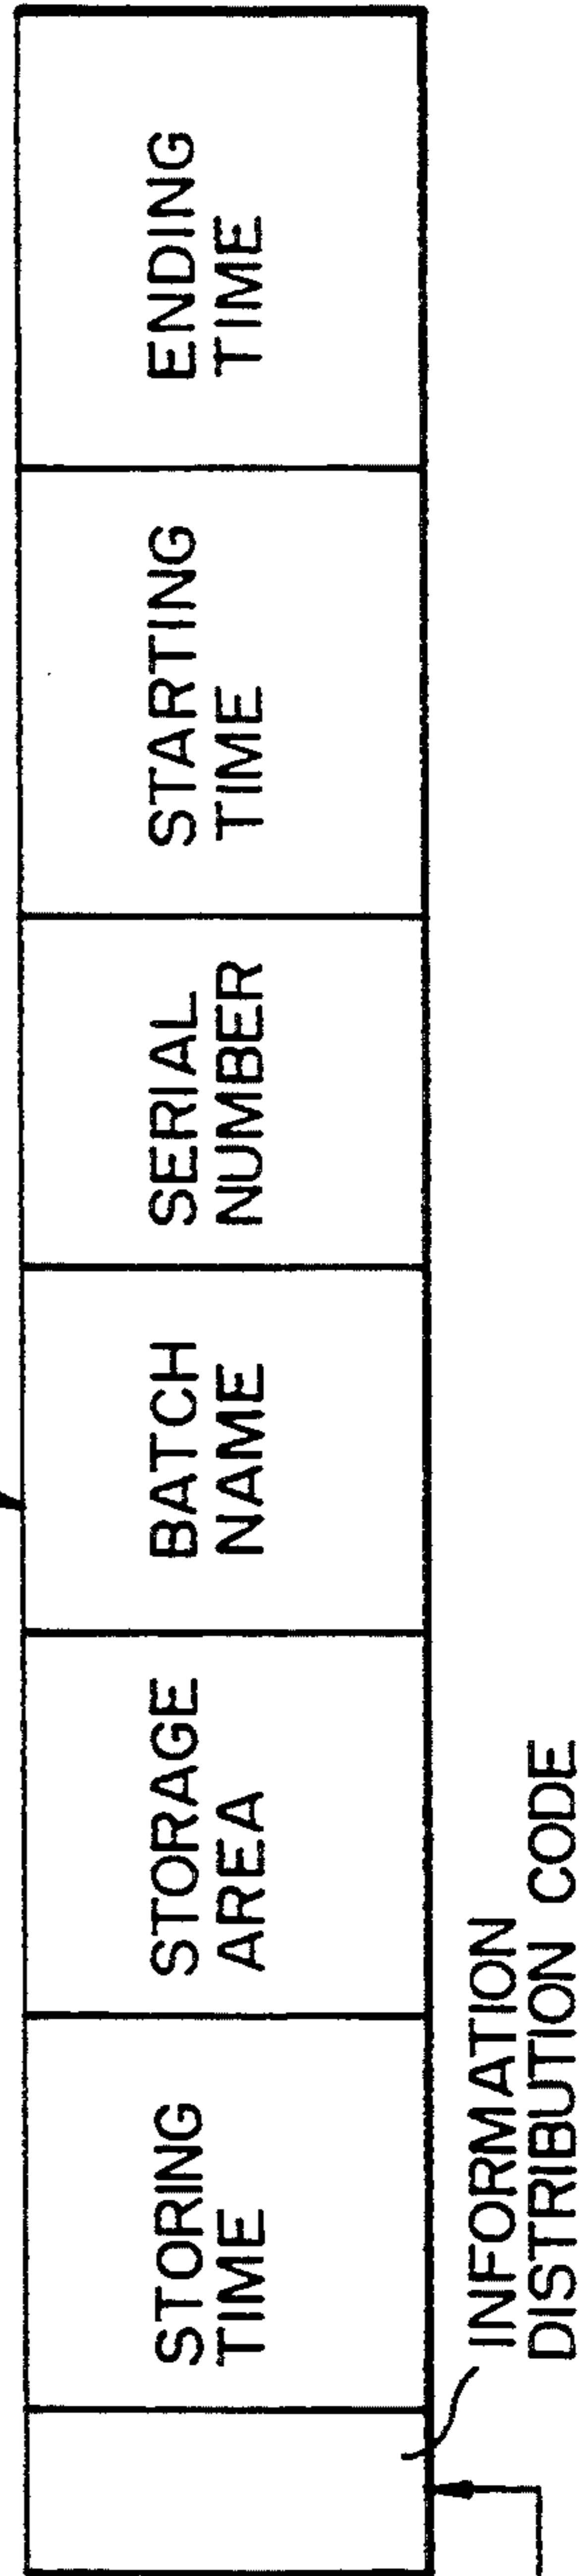 STORING
TIME
STORAGE
AREA
BATCH
NAME
SERIAL
NUMBER
STARTING
TIME
ENDING
TIME
INFORMATION
DISTRIBUTION CODE